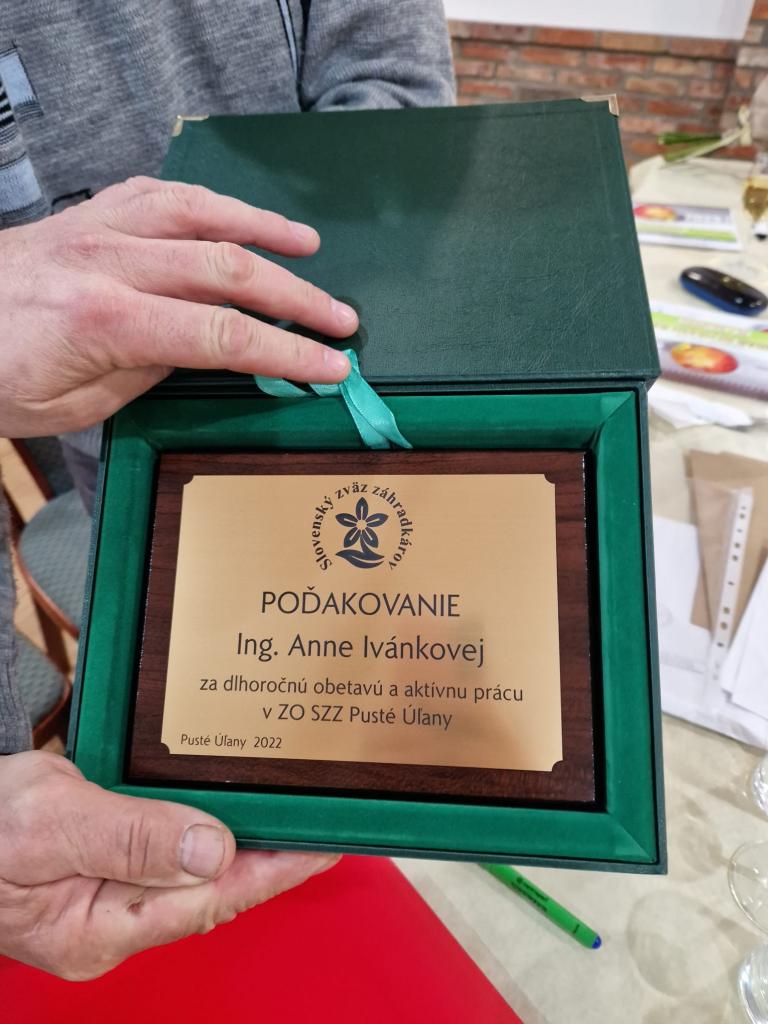 Slovenský zväz záhradkárov
POĎAKOVANIE
Ing. Anne Ivánkovej
za dlhoročnú obetavú a aktívnu prácu
v ZO SZZ Pusté Úľany
Pusté Úľany 2022